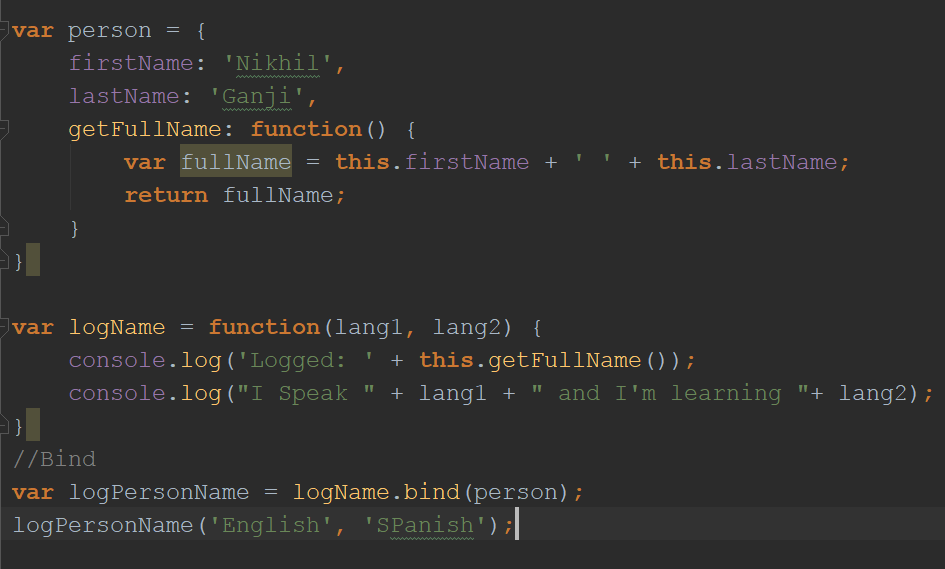 var person = {
    firstName: 'Nikhil',
    lastName: 'Ganji',
    getFullName: function() {
        var fullName = this.firstName + ' ' + this.lastName;
        return fullName;
    }
}
var logName = function(lang1, lang2) {
    console.log('Logged: ' + this.getFullName());
    console.log("I Speak " + lang1 + " and I'm learning "+ lang2);
}
//Bind
var logPersonName = logName.bind(person);
logPersonName('English', 'SPanish');